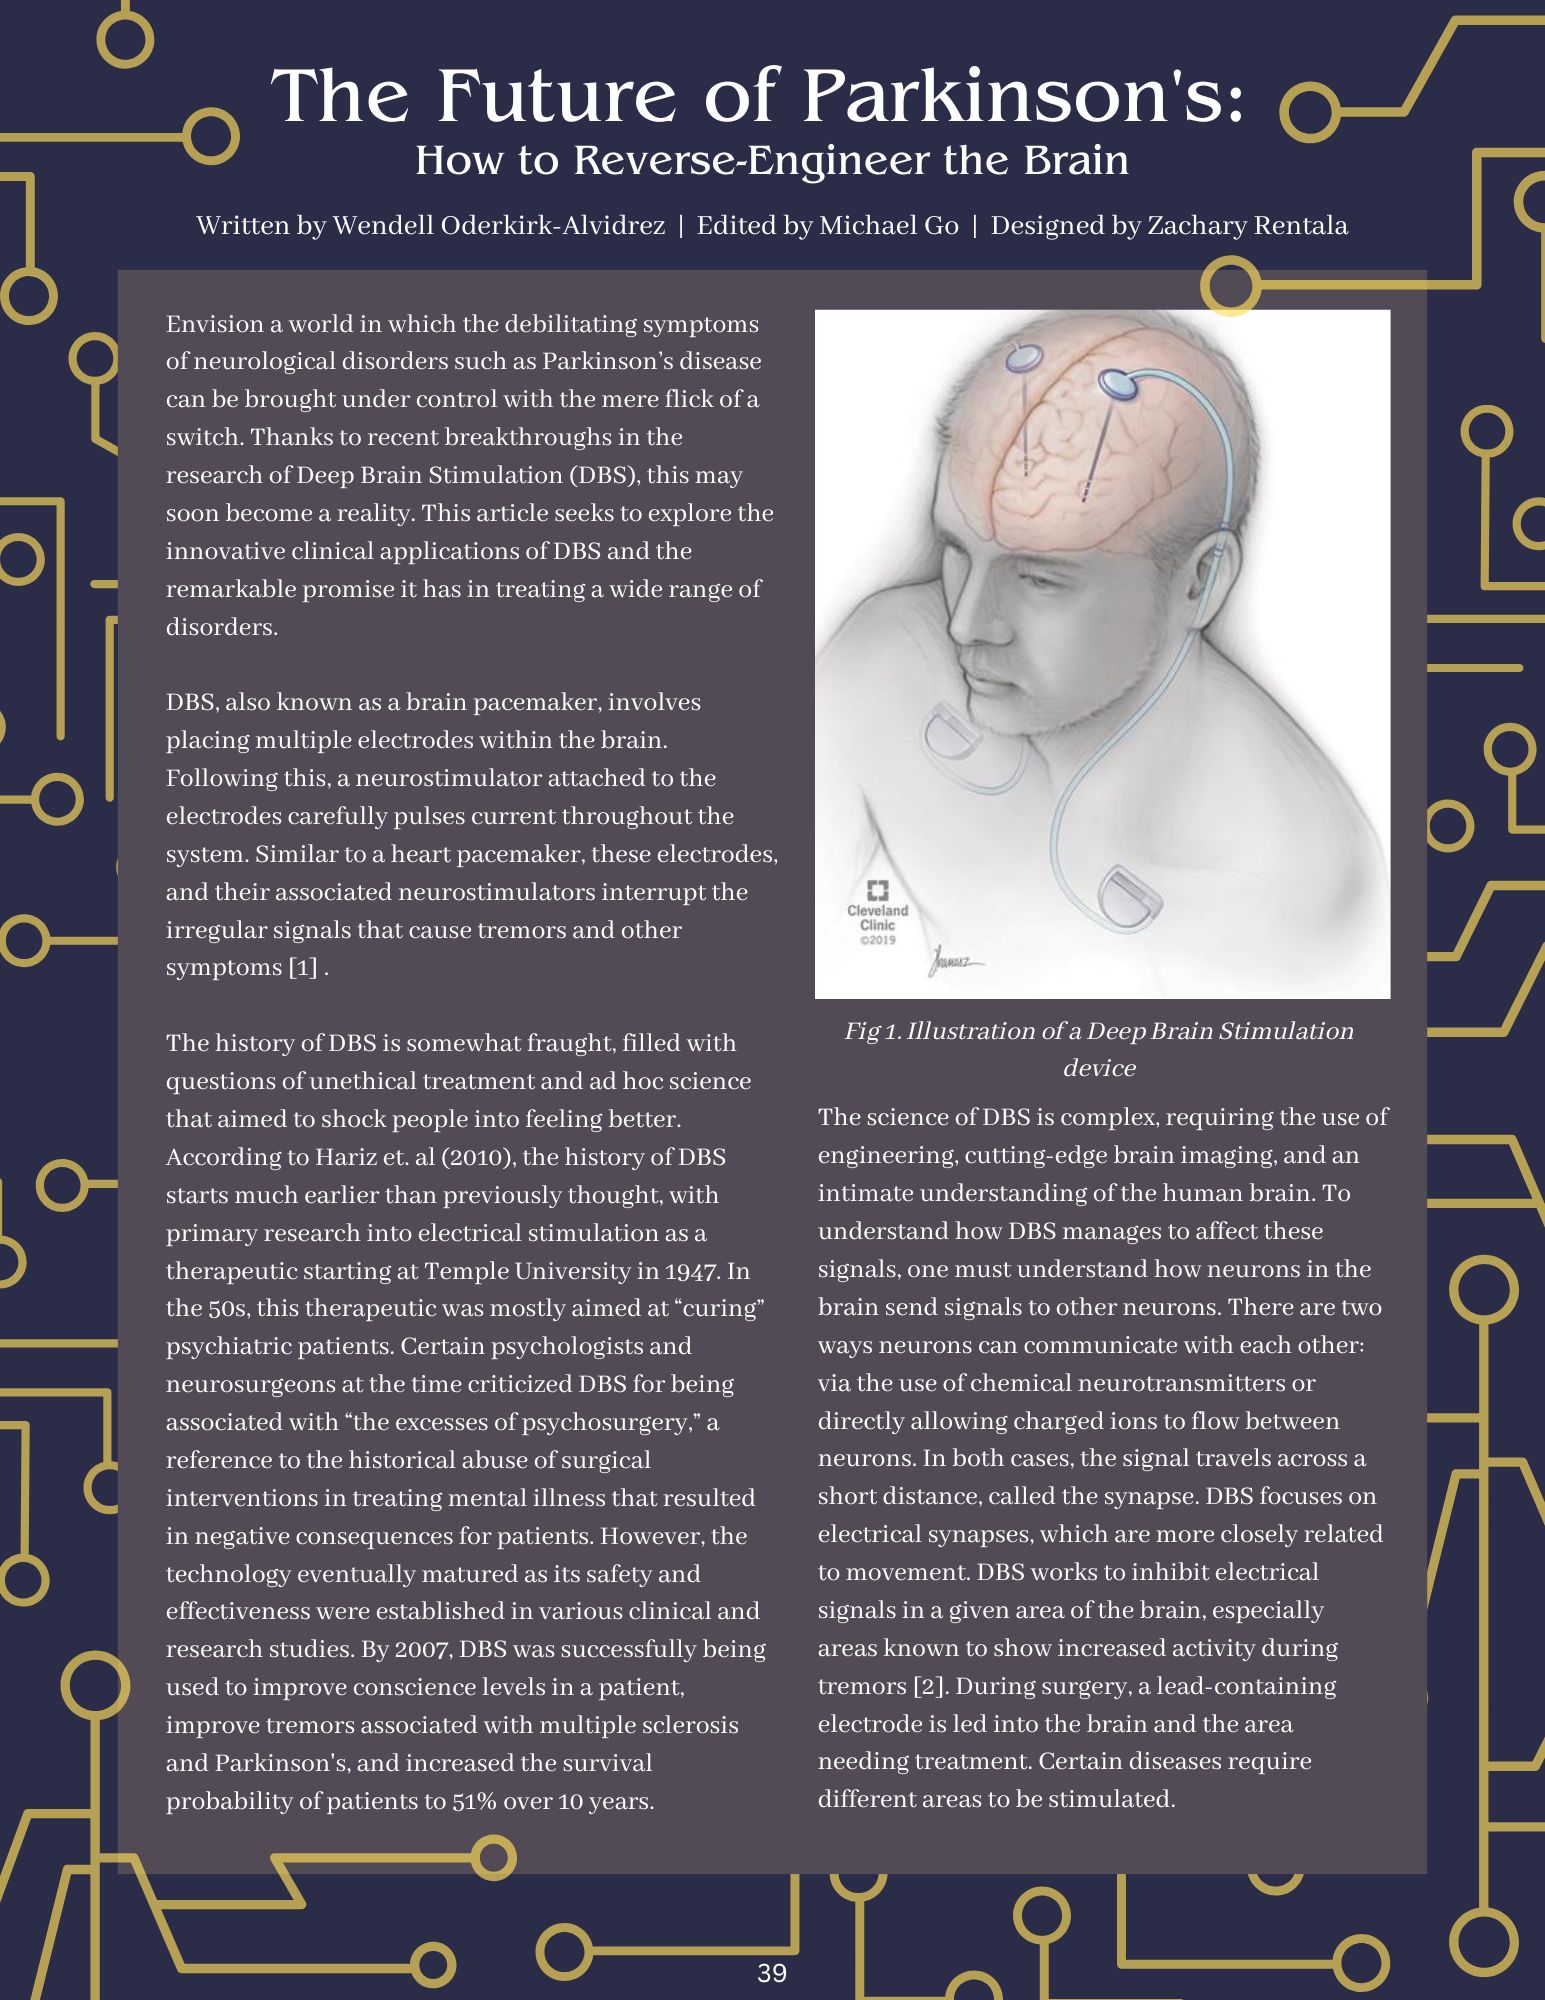 The Future of Parkinson's:
How to Reverse-Engineer the Brain
Written by Wendell Oderkirk-Alvidrez | Edited by Michael Go | Designed by Zachary Rentala
Envision a world in which the debilitating symptoms
of neurological disorders such as Parkinson’s disease
can be brought under control with the mere flick of a
switch. Thanks to recent breakthroughs in the
research of Deep Brain Stimulation (DBS), this may
soon become a reality. This article seeks to explore the
innovative clinical applications of DBS and the
remarkable promise it has in treating a wide range of
disorders.
DBS, also known as a brain pacemaker, involves
placing multiple electrodes within the brain.
Following this, a neurostimulator attached to the
electrodes carefully pulses current throughout the
system. Similar to a heart pacemaker, these electrodes,
and their associated neurostimulators interrupt the
irregular signals that cause tremors and other
symptoms [1] .
The history of DBS is somewhat fraught, filled with
questions of unethical treatment and ad hoc science
that aimed to shock people into feeling better.
According to Hariz et. al (2010), the history of DBS
starts much earlier than previously thought, with
primary research into electrical stimulation as a
therapeutic starting at Temple University in 1947. In
the 50s, this therapeutic was mostly aimed at “curing”
psychiatric patients. Certain psychologists and
neurosurgeons at the time criticized DBS for being
associated with “the excesses of psychosurgery,” a
reference to the historical abuse of surgical
interventions in treating mental illness that resulted
in negative consequences for patients. However, the
technology eventually matured as its safety and
effectiveness were established in various clinical and
research studies. By 2007, DBS was successfully being
used to improve conscience levels in a patient,
improve tremors associated with multiple sclerosis
and Parkinson's, and increased the survival
probability of patients to 51% over 10 years.
Cleveland
Clinic
©2019
Fig 1. Illustration of a Deep Brain Stimulation
device
The science of DBS is complex, requiring the use of
engineering, cutting-edge brain imaging, and an
intimate understanding of the human brain. To
understand how DBS manages to affect these
signals, one must understand how neurons in the
brain send signals to other neurons. There are two
ways neurons can communicate with each other:
via the use of chemical neurotransmitters or
directly allowing charged ions to flow between
neurons. In both cases, the signal travels across a
short distance, called the synapse. DBS focuses on
electrical synapses, which are more closely related
to movement. DBS works to inhibit electrical
signals in a given area of the brain, especially
areas known to show increased activity during
tremors [2]. During surgery, a lead-containing
electrode is led into the brain and the area
needing treatment. Certain diseases require
different areas to be stimulated.
39